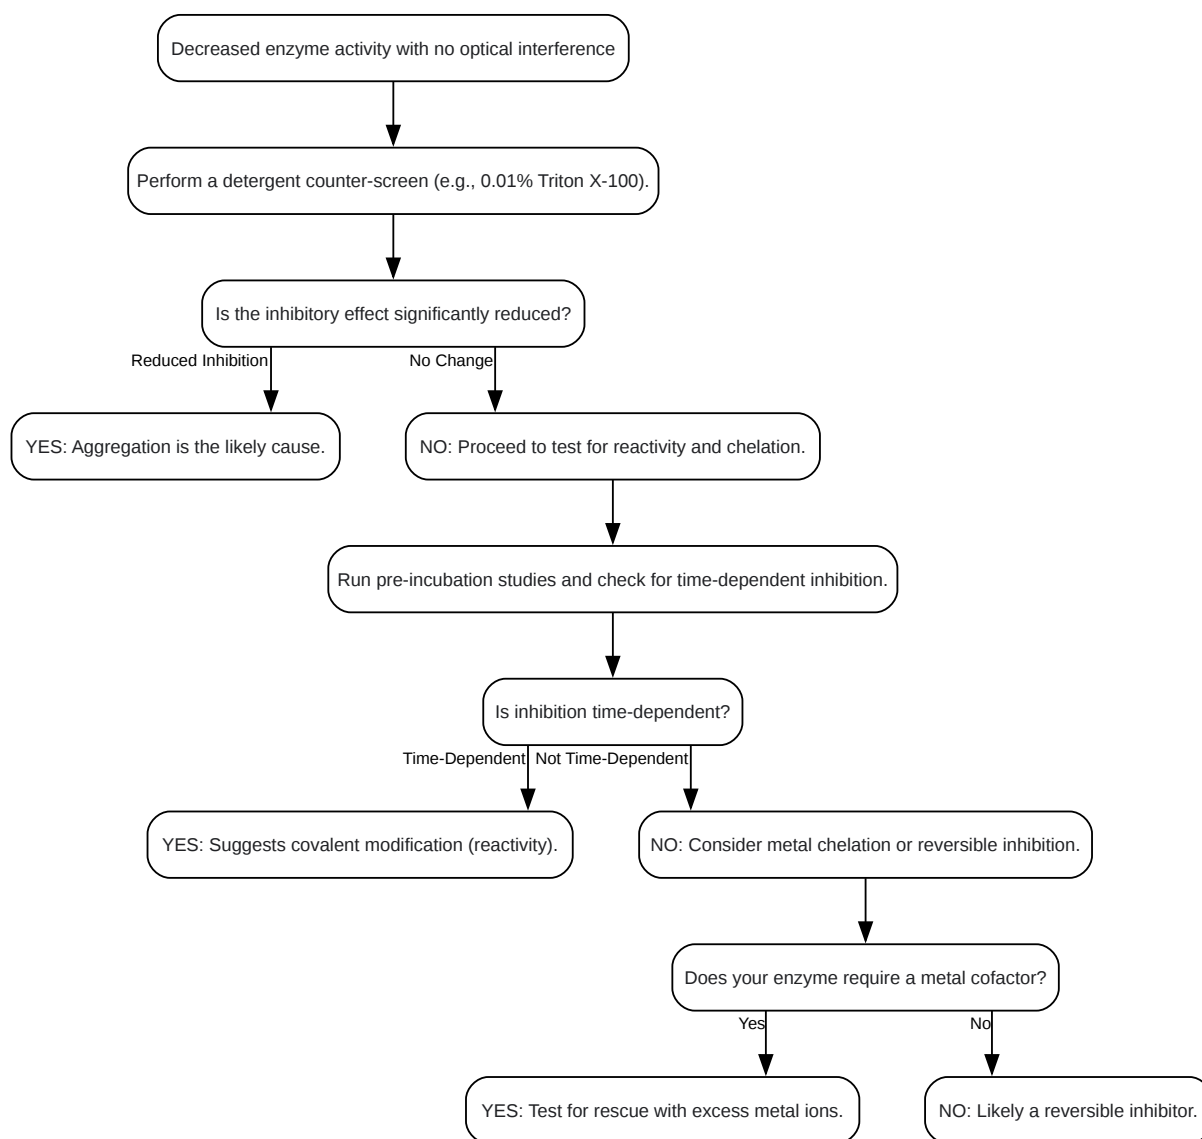 Decreased enzyme activity with no optical interference
Perform a detergent counter-screen (e.g., 0.01% Triton X-100).
Is the inhibitory effect significantly reduced?
Reduced Inhibition
No Change
YES: Aggregation is the likely cause.
NO: Proceed to test for reactivity and chelation.
Run pre-incubation studies and check for time-dependent inhibition.
Is inhibition time-dependent?
Time-Dependent
Not Time-Dependent
YES: Suggests covalent modification (reactivity).
NO: Consider metal chelation or reversible inhibition.
Does your enzyme require a metal cofactor?
Yes
No
YES: Test for rescue with excess metal ions.
NO: Likely a reversible inhibitor.